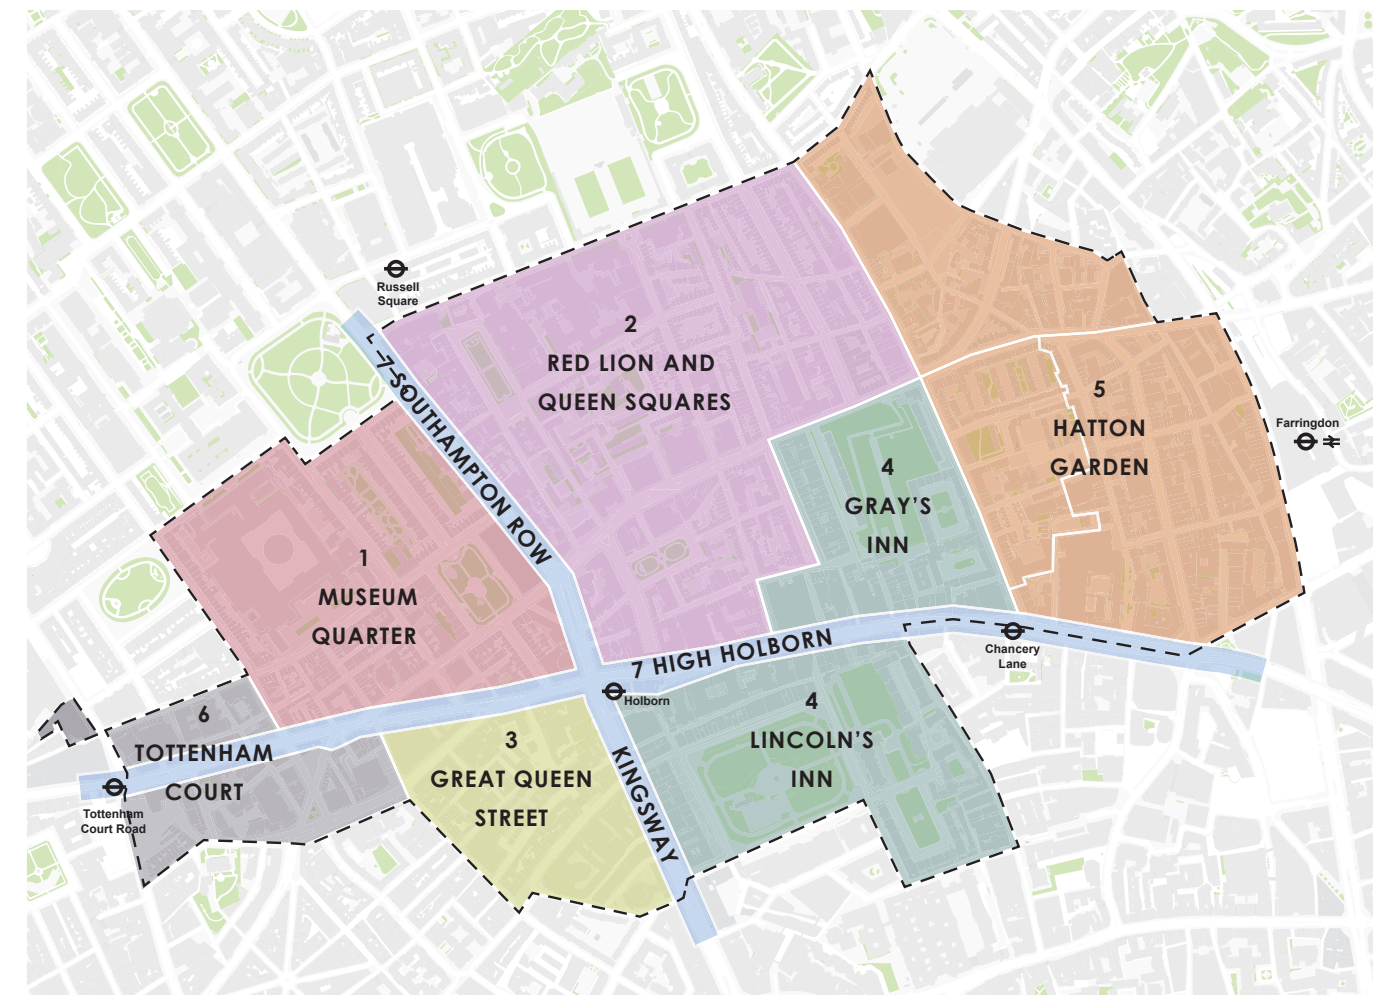 Russell
Square
7 SOUTHAMPTON ROW
2
RED LION AND
QUEEN SQUARES
5
HATTON
GARDEN
Farringdon
4
GRAY'S
INN
1
MUSEUM
QUARTER
7 HIGH HOLBORN
Chancery
Lane
Holborn
6
TOTTENHAM
COURT
Tottenham
Court Road
3
GREAT QUEEN
STREET
KINGSWAY
4
LINCOLN'S
INN